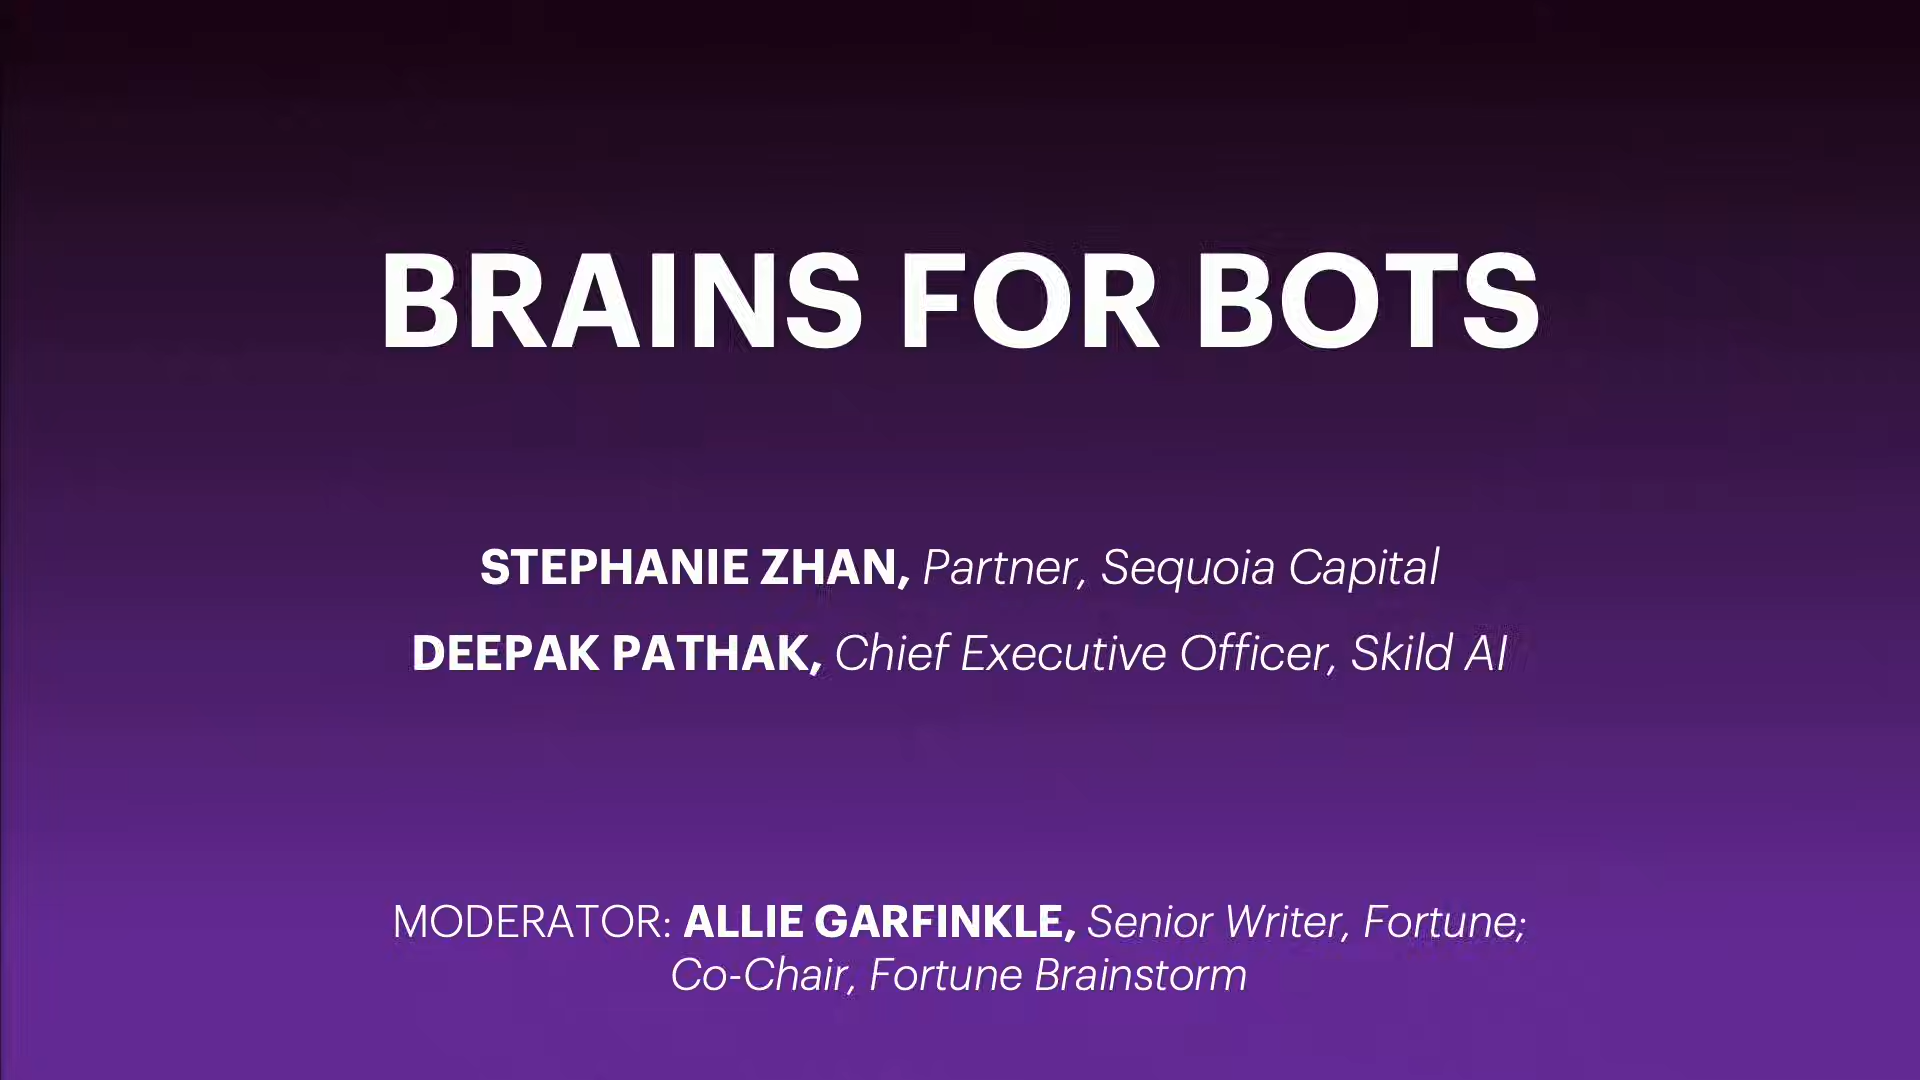 BRAINS FOR BOTS
STEPHANIE ZHAN, Partner, Sequoia Capital
DEEPAK PATHAK, Chief Executive Officer, Skild AI
MODERATOR: ALLIE GARFINKLE, Senior Writer, Fortune;
Co-Chair, Fortune Brainstorm